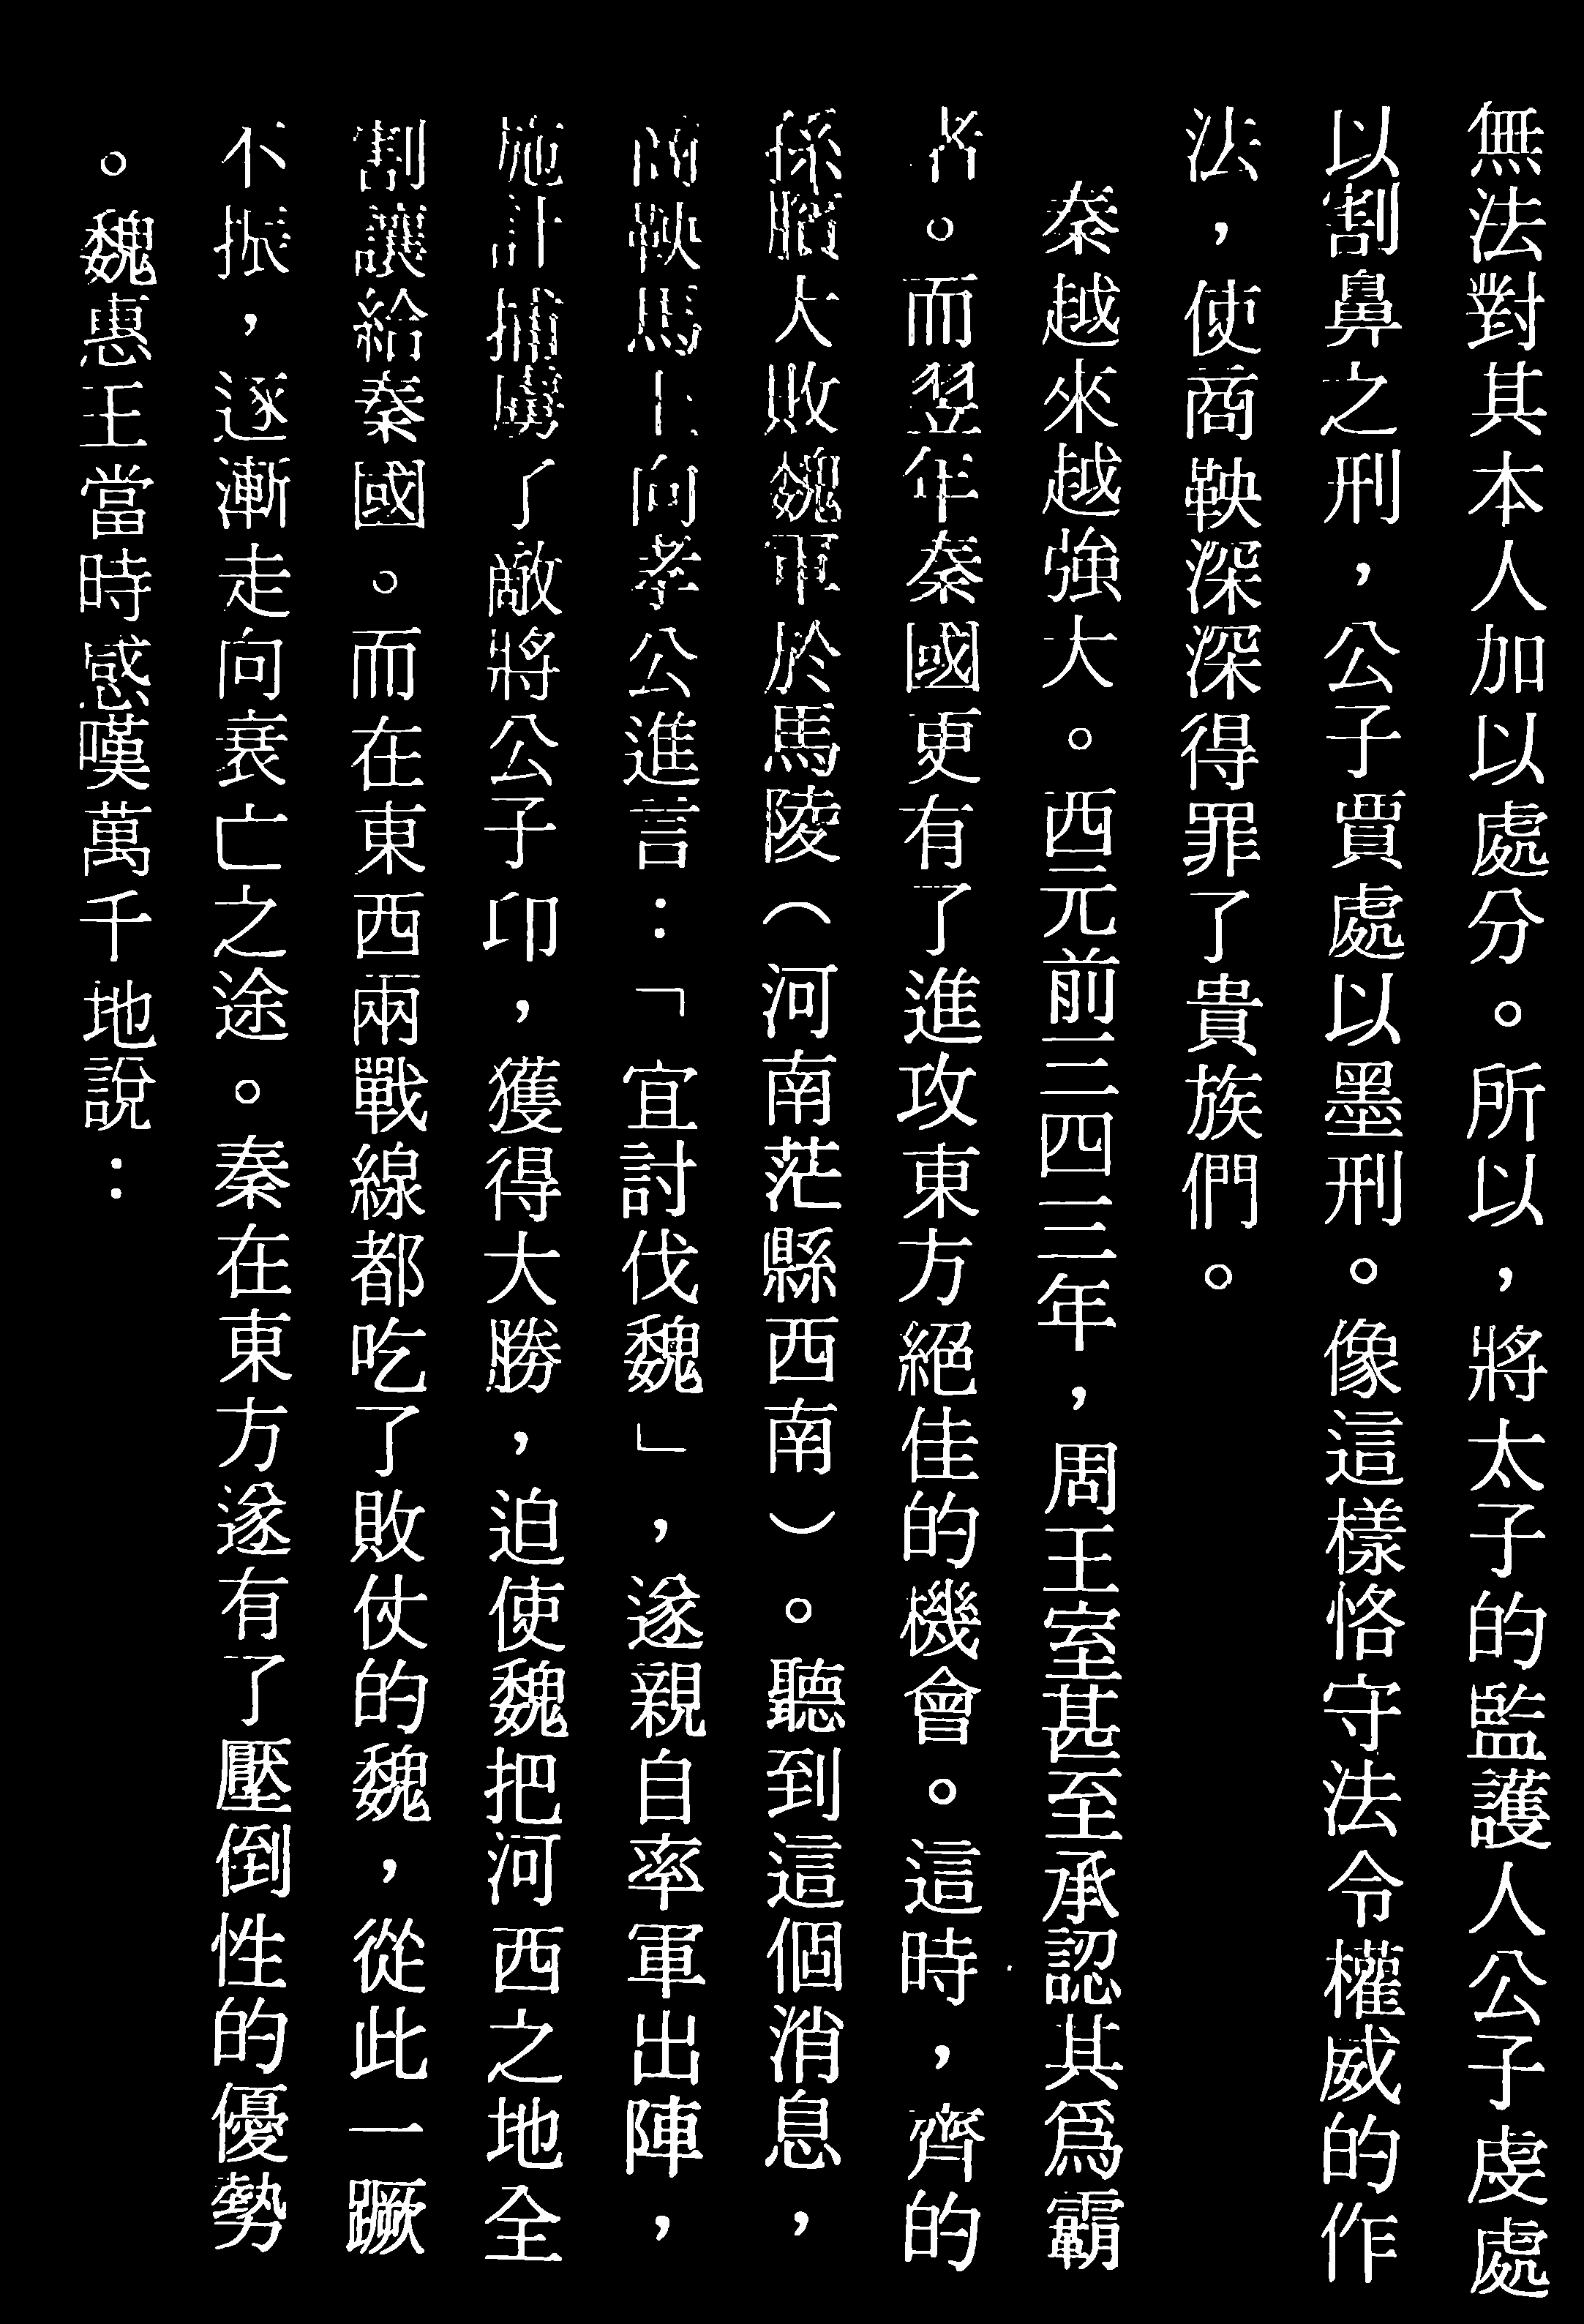 無法對其本人加以處分。所以，將太子的監護人公子虔處
以割鼻之刑，公子賈處以墨刑。像這樣恪守法令權威的作
法，使商鞅深深得罪了貴族們。
秦越來越強大。西元前三四三年，周王室甚至承認其爲霸
者。而翌年秦國更有了進攻東方絕佳的機會。這時，齊的
孫臏大敗魏軍於馬陵（河南茫縣西南）。聽到這個消息，
商鞅馬上向孝公進言：「宜討伐魏」，遂親自率軍出陣，
施計捕虜了敵將公子卬，獲得大勝，迫使魏把河西之地全
割讓給秦國。而在東西兩戰線都吃了敗仗的魏，從此一蹶
不振，逐漸走向衰亡之途。秦在東方遂有了壓倒性的優勢
。魏惠王當時感嘆萬千地說：